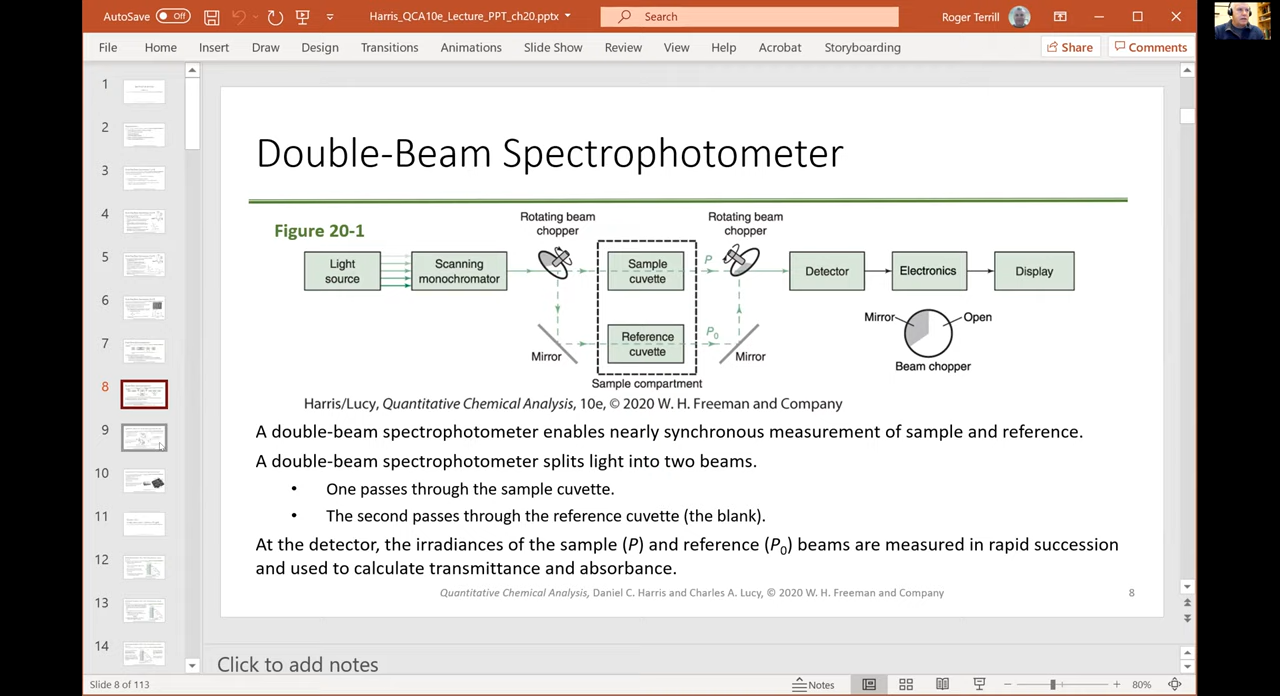 AutoSave Off Harris_QCA10e_Lecture_PPT_ch20.pptx Search Roger Terrill
File Home Insert Draw Design Transitions Animations Slide Show Review View Help Acrobat Storyboarding Share Comments
1
2
3
4
5
6
7
8
9
10
11
12
13
14
Double-Beam Spectrophotometer
Figure 20-1
Rotating beam
chopper
Rotating beam
chopper
Light
source
Scanning
monochromator
Sample
cuvette
P
Detector
Electronics
Display
Mirror
Reference
cuvette
P0
Mirror
Sample compartment
Mirror
Open
Beam chopper
Harris/Lucy, Quantitative Chemical Analysis, 10e, © 2020 W. H. Freeman and Company
A double-beam spectrophotometer enables nearly synchronous measurement of sample and reference.
A double-beam spectrophotometer splits light into two beams.
• One passes through the sample cuvette.
• The second passes through the reference cuvette (the blank).
At the detector, the irradiances of the sample (P) and reference (P0) beams are measured in rapid succession
and used to calculate transmittance and absorbance.
Quantitative Chemical Analysis, Daniel C. Harris and Charles A. Lucy, © 2020 W. H. Freeman and Company
8
Click to add notes
Slide 8 of 113 Notes 80%